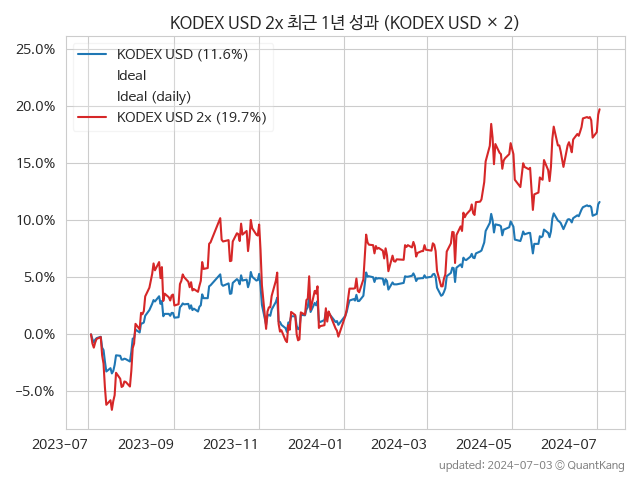 KODEX USD 2x 최근 1년 성과 (KODEX USD × 2)
25.0%
20.0%
15.0%
10.0%
5.0%
0.0%
−5.0%
KODEX USD (11.6%)
Ideal
Ideal (daily)
KODEX USD 2x (19.7%)
2023-07
2023-09
2023-11
2024-01
2024-03
2024-05
2024-07
updated: 2024-07-03 ⓒ QuantKang